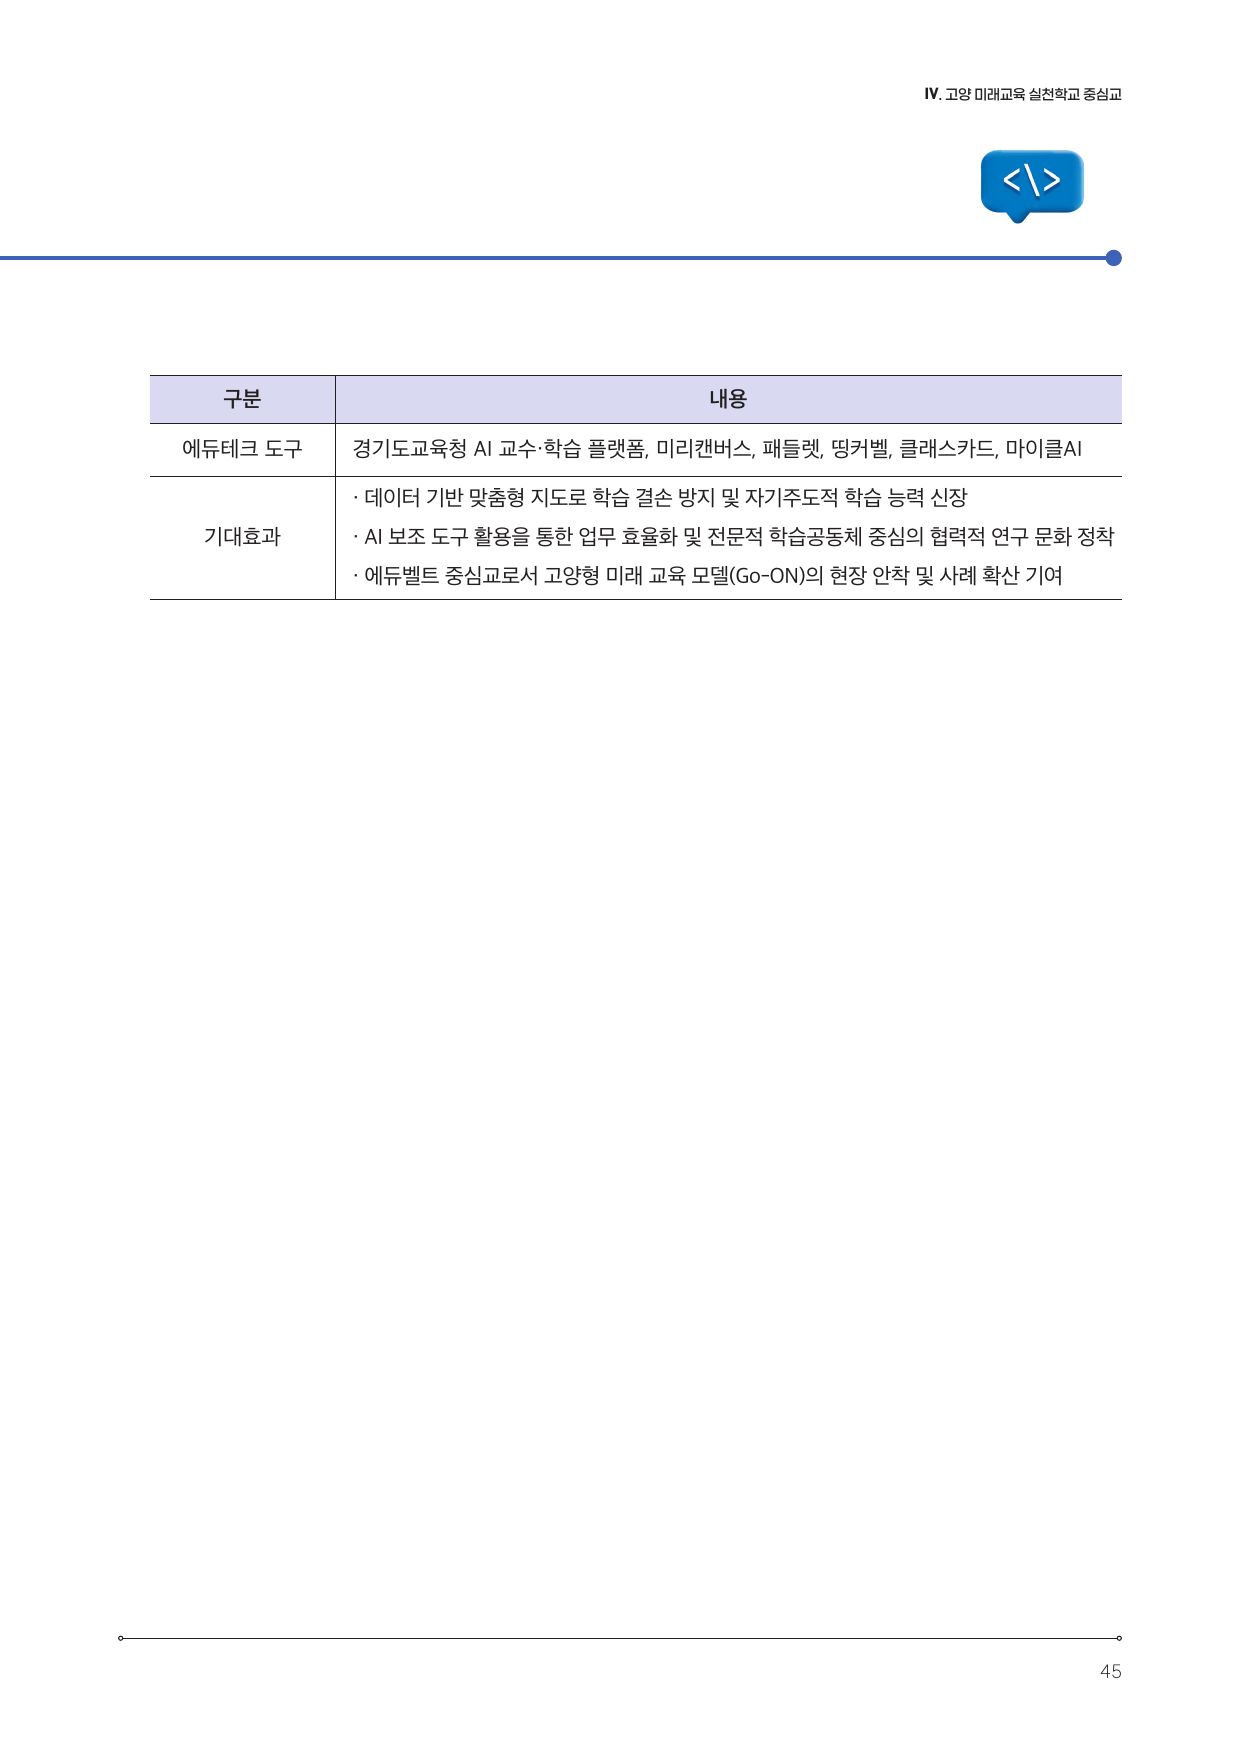 IV. 고양 미래교육 실천학교 중심교
<\>
구분 내용
에듀테크 도구 경기도교육청 AI 교수·학습 플랫폼, 미리캔버스, 패들렛, 띵커벨, 클래스카드, 마이클AI
기대효과
· 데이터 기반 맞춤형 지도로 학습 결손 방지 및 자기주도적 학습 능력 신장
· AI 보조 도구 활용을 통한 업무 효율화 및 전문적 학습공동체 중심의 협력적 연구 문화 정착
· 에듀벨트 중심교로서 고양형 미래 교육 모델(Go-ON)의 현장 안착 및 사례 확산 기여
45